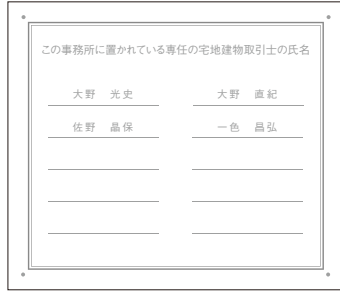 この事務所に置かれている専任の宅地建物取引士の氏名
大野 光史 大野 直紀
佐野 晶保 一色 昌弘